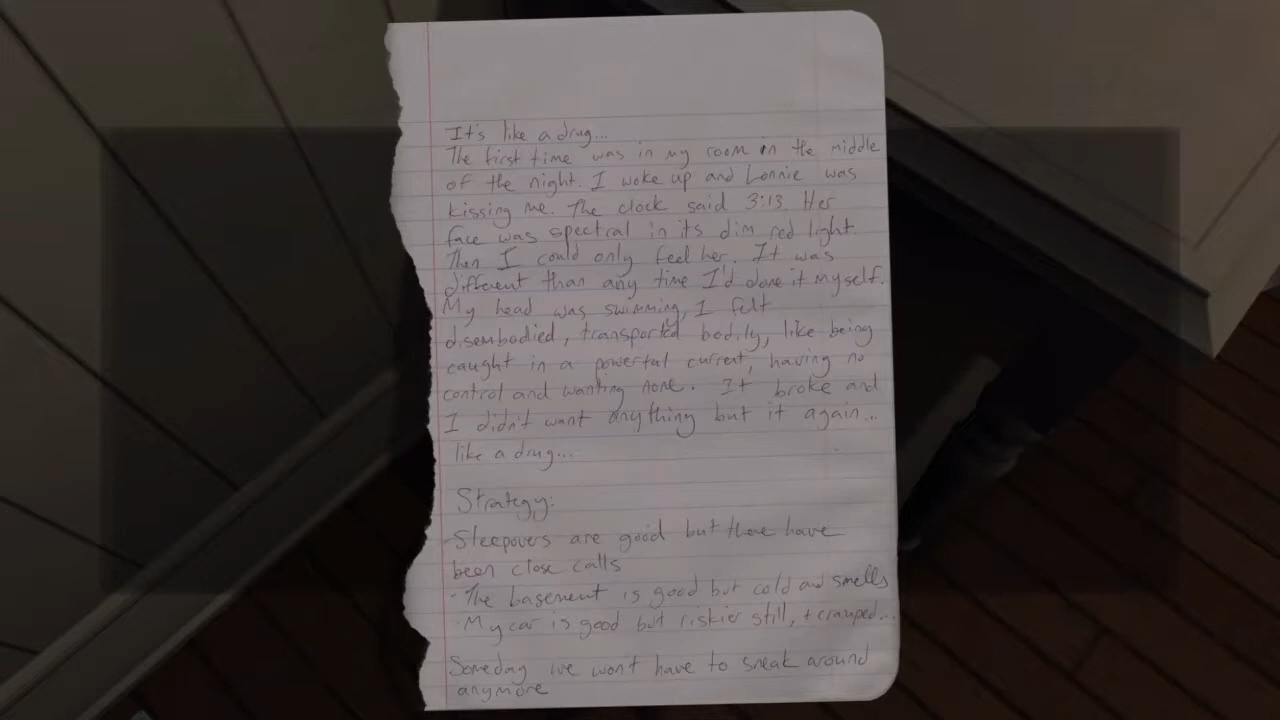 It's like a drug...
The first time was in my room in the middle
of the night. I woke up and Lonnie was
kissing me. The clock said 3:13. Her
face was spectral in its dim red light.
Then I could only feel her. It was
different than any time I'd done it myself.
My head was swimming, I felt
disembodied, transported bodily, like being
caught in a powerful current, having no
control and wanting none. It broke and
I didn't want anything but it again...
like a drug...
Strategy:
-Sleepovers are good but there have
been close calls
·The basement is good but cold and smells
·My car is good but riskier still, + cramped...
Someday we won't have to sneak around
anymore